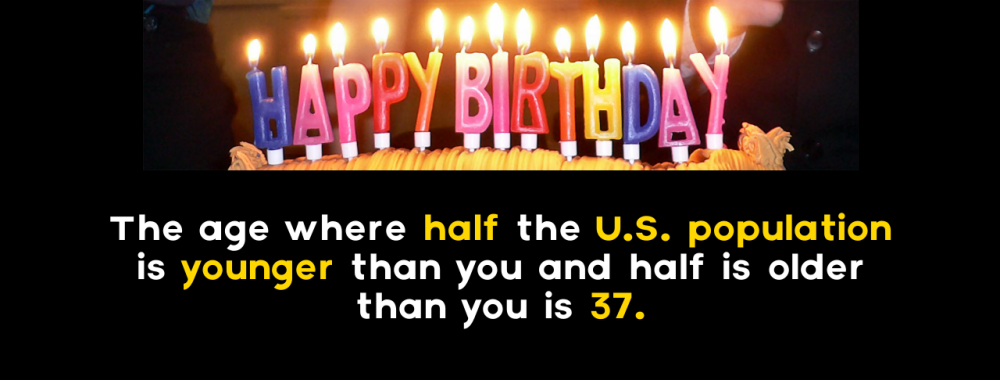 HAPPY BIRTHDAY
The age where half the U.S. population
is younger than you and half is older
than you is 37.